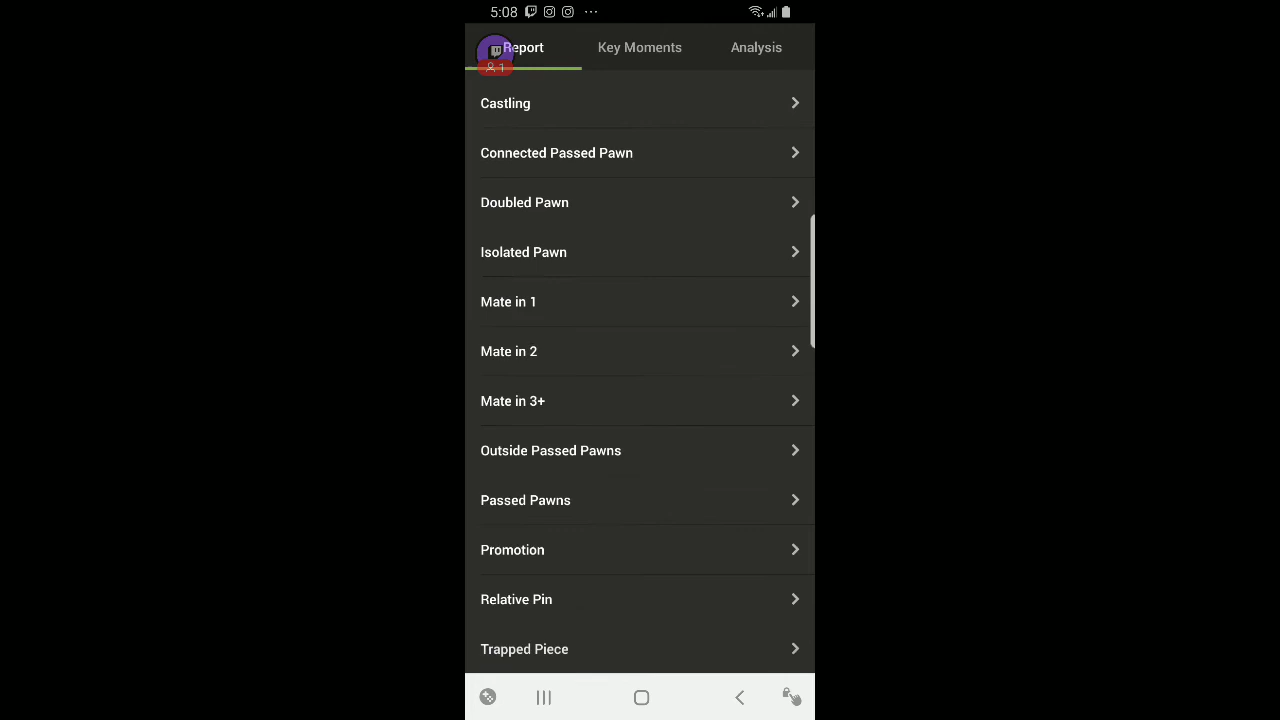 5:08
Report Key Moments Analysis
1
Castling
Connected Passed Pawn
Doubled Pawn
Isolated Pawn
Mate in 1
Mate in 2
Mate in 3+
Outside Passed Pawns
Passed Pawns
Promotion
Relative Pin
Trapped Piece